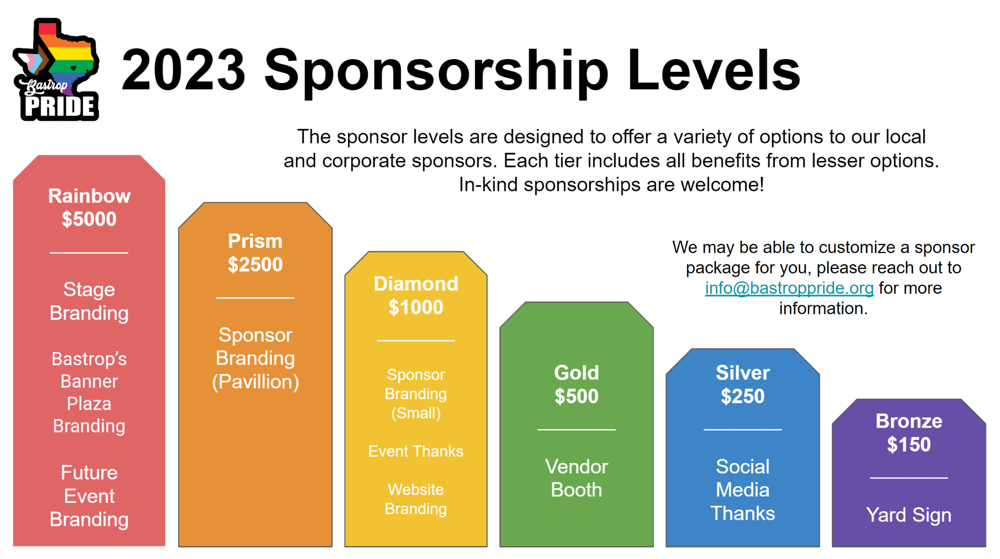 Bastrop
PRIDE
2023 Sponsorship Levels
The sponsor levels are designed to offer a variety of options to our local
and corporate sponsors. Each tier includes all benefits from lesser options.
In-kind sponsorships are welcome!
We may be able to customize a sponsor
package for you, please reach out to
info@bastroppride.org for more
information.
Rainbow
$5000
Stage
Branding
Bastrop’s
Banner
Plaza
Branding
Future
Event
Branding
Prism
$2500
Sponsor
Branding
(Pavillion)
Diamond
$1000
Sponsor
Branding
(Small)
Event Thanks
Website
Branding
Gold
$500
Vendor
Booth
Silver
$250
Social
Media
Thanks
Bronze
$150
Yard Sign